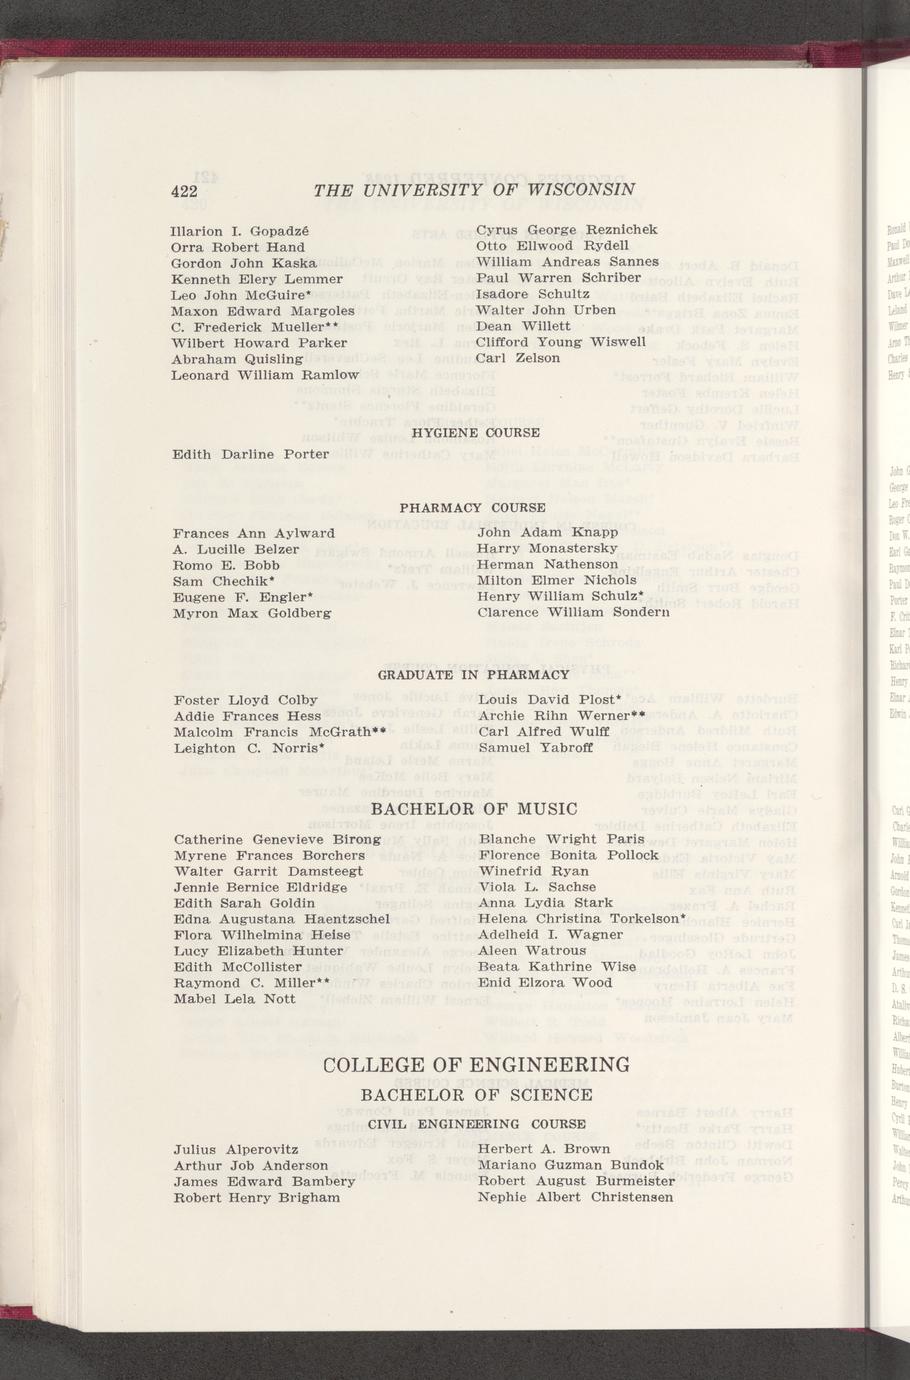 422
THE UNIVERSITY OF WISCONSIN
Illarion I. Gopadzé
Orra Robert Hand
Gordon John Kaska
Kenneth Elery Lemmer
Leo John McGuire*
Maxon Edward Margoles
C. Frederick Mueller**
Wilbert Howard Parker
Abraham Quisling
Leonard William Ramlow
Cyrus George Reznichek
Otto Ellwood Rydell
William Andreas Sannes
Paul Warren Schriber
Isadore Schultz
Walter John Urben
Dean Willett
Clifford Young Wiswell
Carl Zelson
HYGIENE COURSE
Edith Darline Porter
PHARMACY COURSE
Frances Ann Aylward
A. Lucille Belzer
Romo E. Bobb
Sam Chechik*
Eugene F. Engler*
Myron Max Goldberg
John Adam Knapp
Harry Monastersky
Herman Nathenson
Milton Elmer Nichols
Henry William Schulz*
Clarence William Sondern
GRADUATE IN PHARMACY
Foster Lloyd Colby
Addie Frances Hess
Malcolm Francis McGrath**
Leighton C. Norris*
Louis David Plost*
Archie Rihn Werner**
Carl Alfred Wulff
Samuel Yabroff
BACHELOR OF MUSIC
Catherine Genevieve Birong
Myrene Frances Borchers
Walter Garrit Damsteegt
Jennie Bernice Eldridge
Edith Sarah Goldin
Edna Augustana Haentzschel
Flora Wilhelmina Heise
Lucy Elizabeth Hunter
Edith McCollister
Raymond C. Miller**
Mabel Lela Nott
Blanche Wright Paris
Florence Bonita Pollock
Winefrid Ryan
Viola L. Sachse
Anna Lydia Stark
Helena Christina Torkelson*
Adelheid I. Wagner
Aleen Watrous
Beata Kathrine Wise
Enid Elzora Wood
COLLEGE OF ENGINEERING
BACHELOR OF SCIENCE
CIVIL ENGINEERING COURSE
Julius Alperovitz
Arthur Job Anderson
James Edward Bambery
Robert Henry Brigham
Herbert A. Brown
Mariano Guzman Bundok
Robert August Burmeister
Nephie Albert Christensen